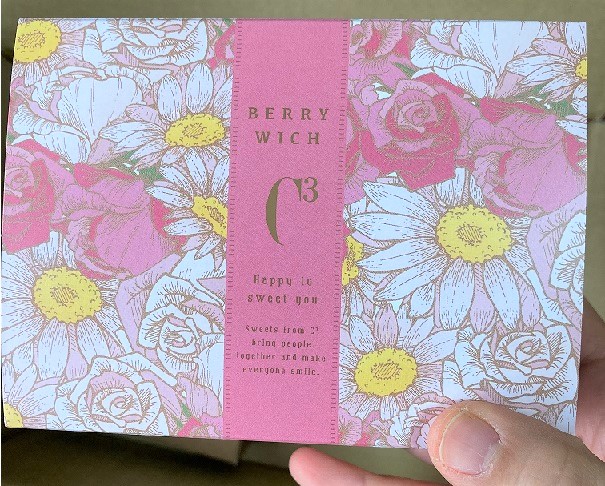 BERRY
WICH
C³
Happy to
sweet you
Sweets from C³
bring people
together and make
everyone smile.